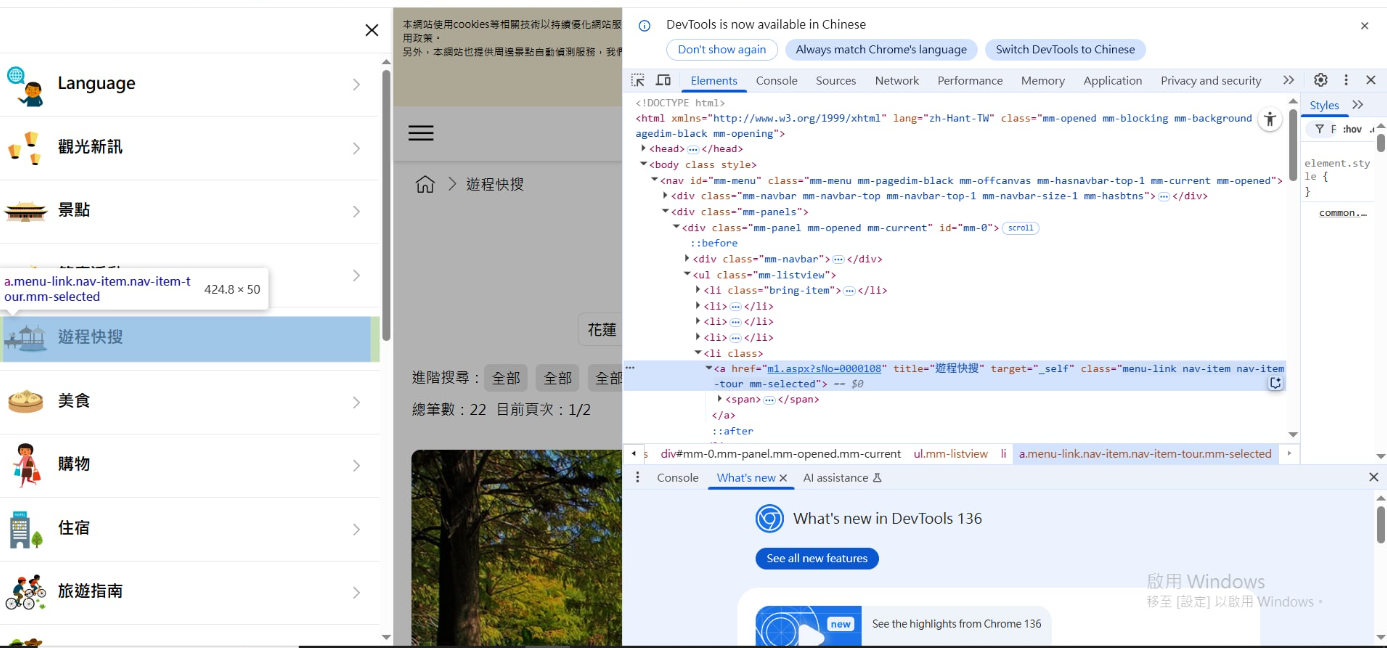 本網站使用cookies等相關技術以持續優化網站服
用政策。
另外，本網站也提供周邊景點自動偵測服務，我們
Language
觀光新訊
景點
a.menu-link.nav-item.nav-item-t
our.mm-selected
424.8 × 50
遊程快搜
美食
購物
住宿
旅遊指南
遊程快搜
花蓮
進階搜尋： 全部 全部 全部
總筆數：22 目前頁次：1/2
DevTools is now available in Chinese
Don't show again Always match Chrome's language Switch DevTools to Chinese
Elements Console Sources Network Performance Memory Application Privacy and security
<!DOCTYPE html>
<html xmlns="http://www.w3.org/1999/xhtml" lang="zh-Hant-TW" class="mm-opened mm-blocking mm-background
agedim-black mm-opening">
<head>…</head>
<body class style>
<nav id="mm-menu" class="mm-menu mm-pagedim-black mm-offcanvas mm-hasnavbar-top-1 mm-current mm-opened">
<div class="mm-navbar mm-navbar-top mm-navbar-top-1 mm-navbar-size-1 mm-hasbtns">…</div>
<div class="mm-panels">
<div class="mm-panel mm-opened mm-current" id="mm-0"> scroll
::before
<div class="mm-navbar">…</div>
<ul class="mm-listview">
<li class="bring-item">…</li>
<li>…</li>
<li>…</li>
<li>…</li>
<li class>
<a href="m1.aspx?sNo=0000108" title="遊程快搜" target="_self" class="menu-link nav-item nav-item
-tour mm-selected"> == $0
<span>…</span>
</a>
::after
s div#mm-0.mm-panel.mm-opened.mm-current ul.mm-listview li a.menu-link.nav-item.nav-item-tour.mm-selected
Styles
F :hov .c
element.sty
le {
}
common.…
Console What's new AI assistance
What's new in DevTools 136
See all new features
new
See the highlights from Chrome 136
啟用 Windows
移至 [設定] 以啟用 Windows。